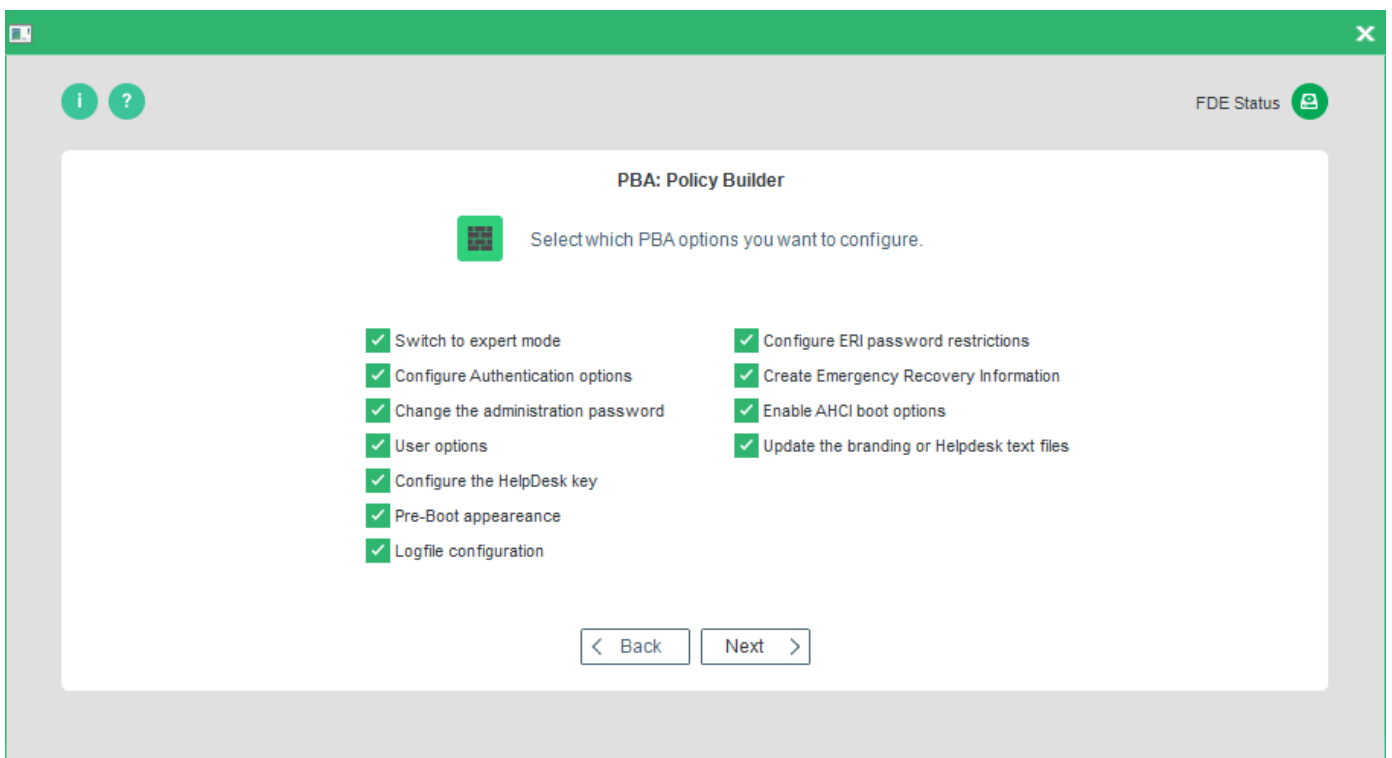 i ?
FDE Status
PBA: Policy Builder
Select which PBA options you want to configure.
Switch to expert mode
Configure Authentication options
Change the administration password
User options
Configure the HelpDesk key
Pre-Boot appeareance
Logfile configuration
Configure ERI password restrictions
Create Emergency Recovery Information
Enable AHCI boot options
Update the branding or Helpdesk text files
Back
Next